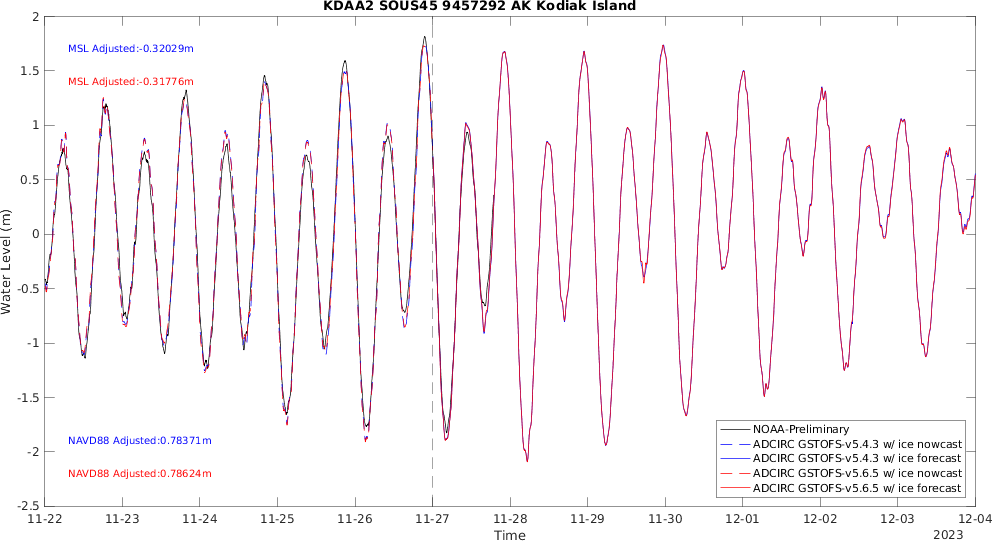 KDAA2 SOUS45 9457292 AK Kodiak Island
2
1.5
1
0.5
0
-0.5
-1
-1.5
-2
-2.5
Water Level (m)
MSL Adjusted:-0.32029m
MSL Adjusted:-0.31776m
NAVD88 Adjusted:0.78371m
NAVD88 Adjusted:0.78624m
NOAA-Preliminary
ADCIRC GSTOFS-v5.4.3 w/ ice nowcast
ADCIRC GSTOFS-v5.4.3 w/ ice forecast
ADCIRC GSTOFS-v5.6.5 w/ ice nowcast
ADCIRC GSTOFS-v5.6.5 w/ ice forecast
11-22 11-23 11-24 11-25 11-26 11-27 11-28 11-29 11-30 12-01 12-02 12-03 12-04
Time
2023